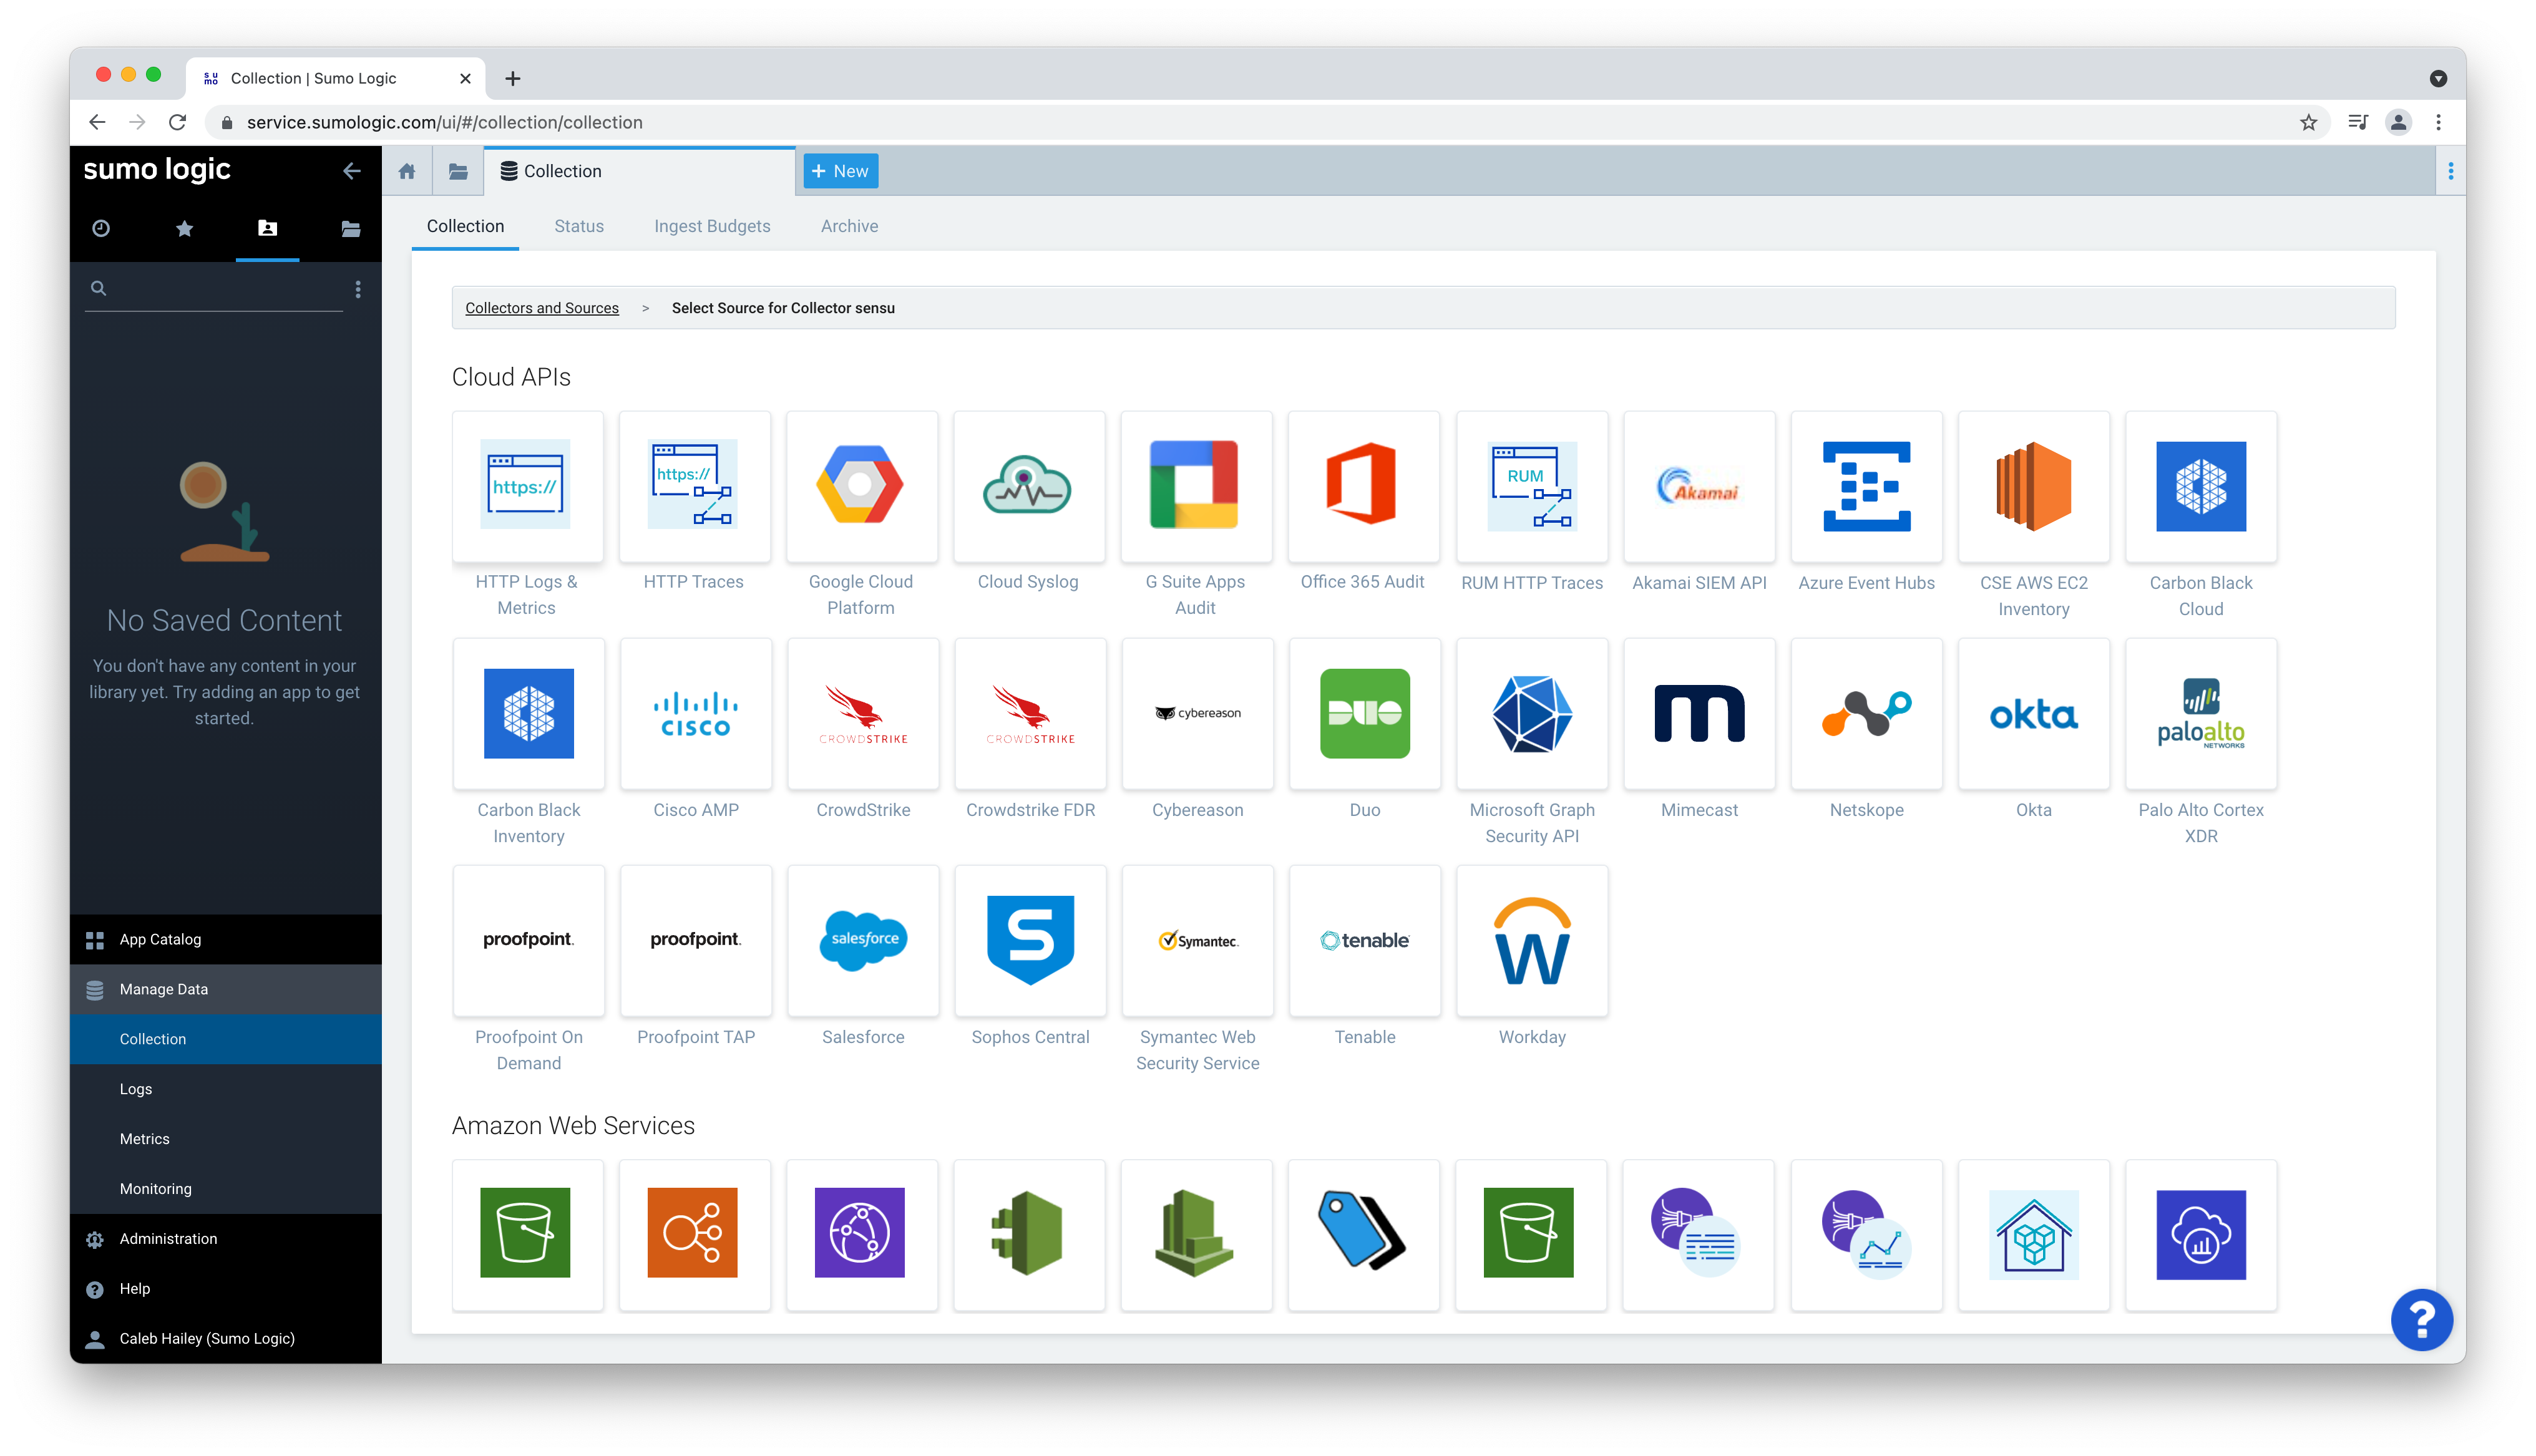 Collection | Sumo Logic
service.sumologic.com/ui/#/collection/collection
sumo logic
Collection
+ New
Collection
Status
Ingest Budgets
Archive
Collectors and Sources > Select Source for Collector sensu
No Saved Content
You don't have any content in your
library yet. Try adding an app to get
started.
App Catalog
Manage Data
Collection
Logs
Metrics
Monitoring
Administration
Help
Caleb Hailey (Sumo Logic)
Cloud APIs
https://
https://
RUM
Akamai
HTTP Logs &
Metrics
HTTP Traces
Google Cloud
Platform
Cloud Syslog
G Suite Apps
Audit
Office 365 Audit
RUM HTTP Traces
Akamai SIEM API
Azure Event Hubs
CSE AWS EC2
Inventory
Carbon Black
Cloud
CISCO
CROWDSTRIKE
CROWDSTRIKE
cybereason
DUO
m
okta
paloalto
NETWORKS
Carbon Black
Inventory
Cisco AMP
CrowdStrike
Crowdstrike FDR
Cybereason
Duo
Microsoft Graph
Security API
Mimecast
Netskope
Okta
Palo Alto Cortex
XDR
proofpoint.
proofpoint.
salesforce
S
Symantec.
tenable
W
Proofpoint On
Demand
Proofpoint TAP
Salesforce
Sophos Central
Symantec Web
Security Service
Tenable
Workday
Amazon Web Services
?